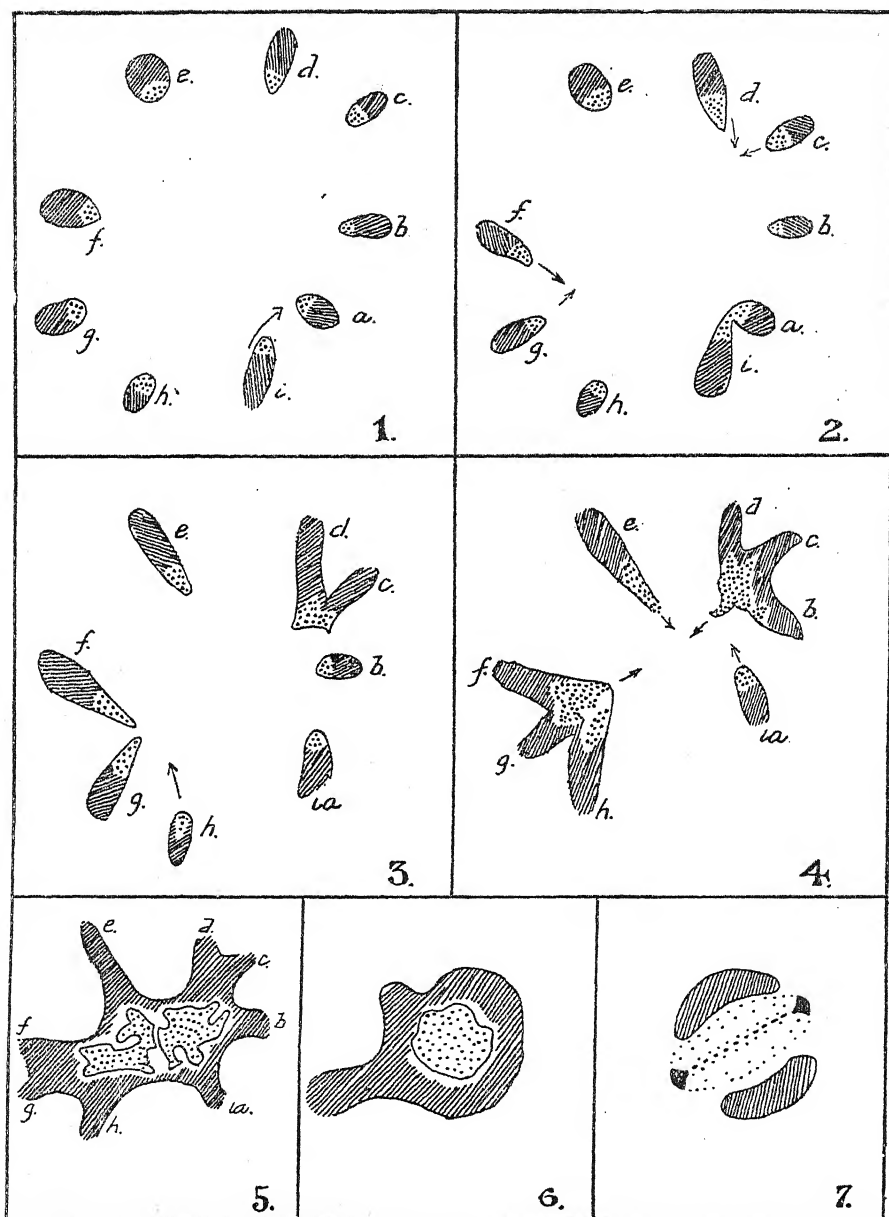 e.
d.
c.
f.
b.
g.
a.
h.
i.
1.
e.
d.
c.
f.
b.
g.
a.
i.
h.
2.
e.
d.
c.
f.
b.
g.
ia
h.
3.
e.
d
c.
b.
f.
g.
ia.
h.
4.
e.
d.
c.
f
b
g.
h.
ia.
5.
6.
7.